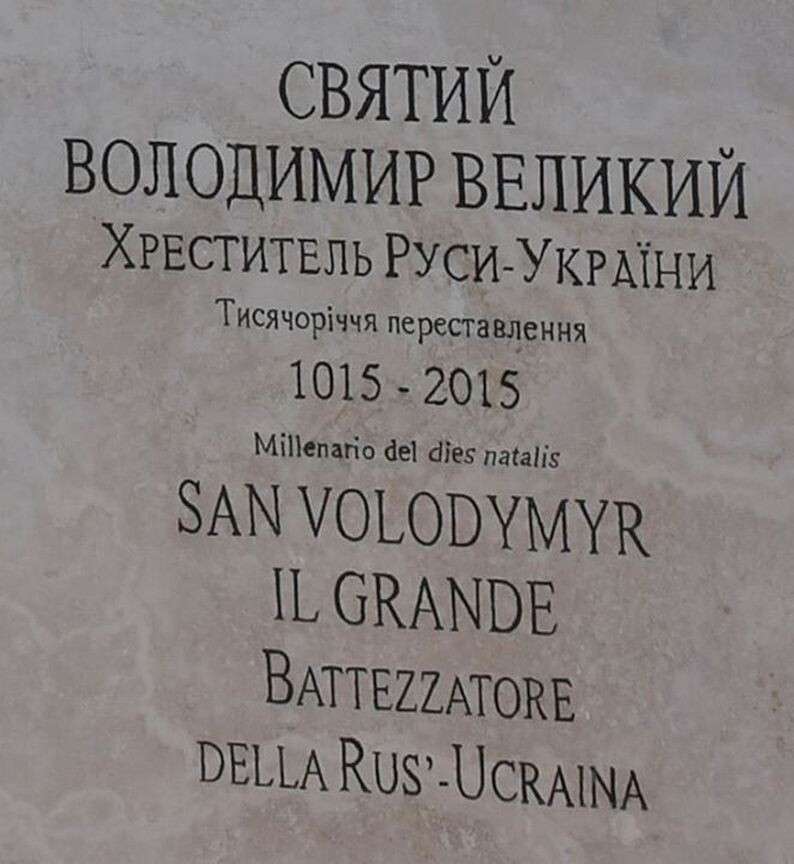 СВЯТИЙ
ВОЛОДИМИР ВЕЛИКИЙ
ХРЕСТИТЕЛЬ РУСИ-УКРАЇНИ
Тисячоріччя переставлення
1015 - 2015
Millenario del dies natalis
SAN VOLODYMYR
IL GRANDE
BATTEZZATORE
DELLA RUS’-UCRAINA